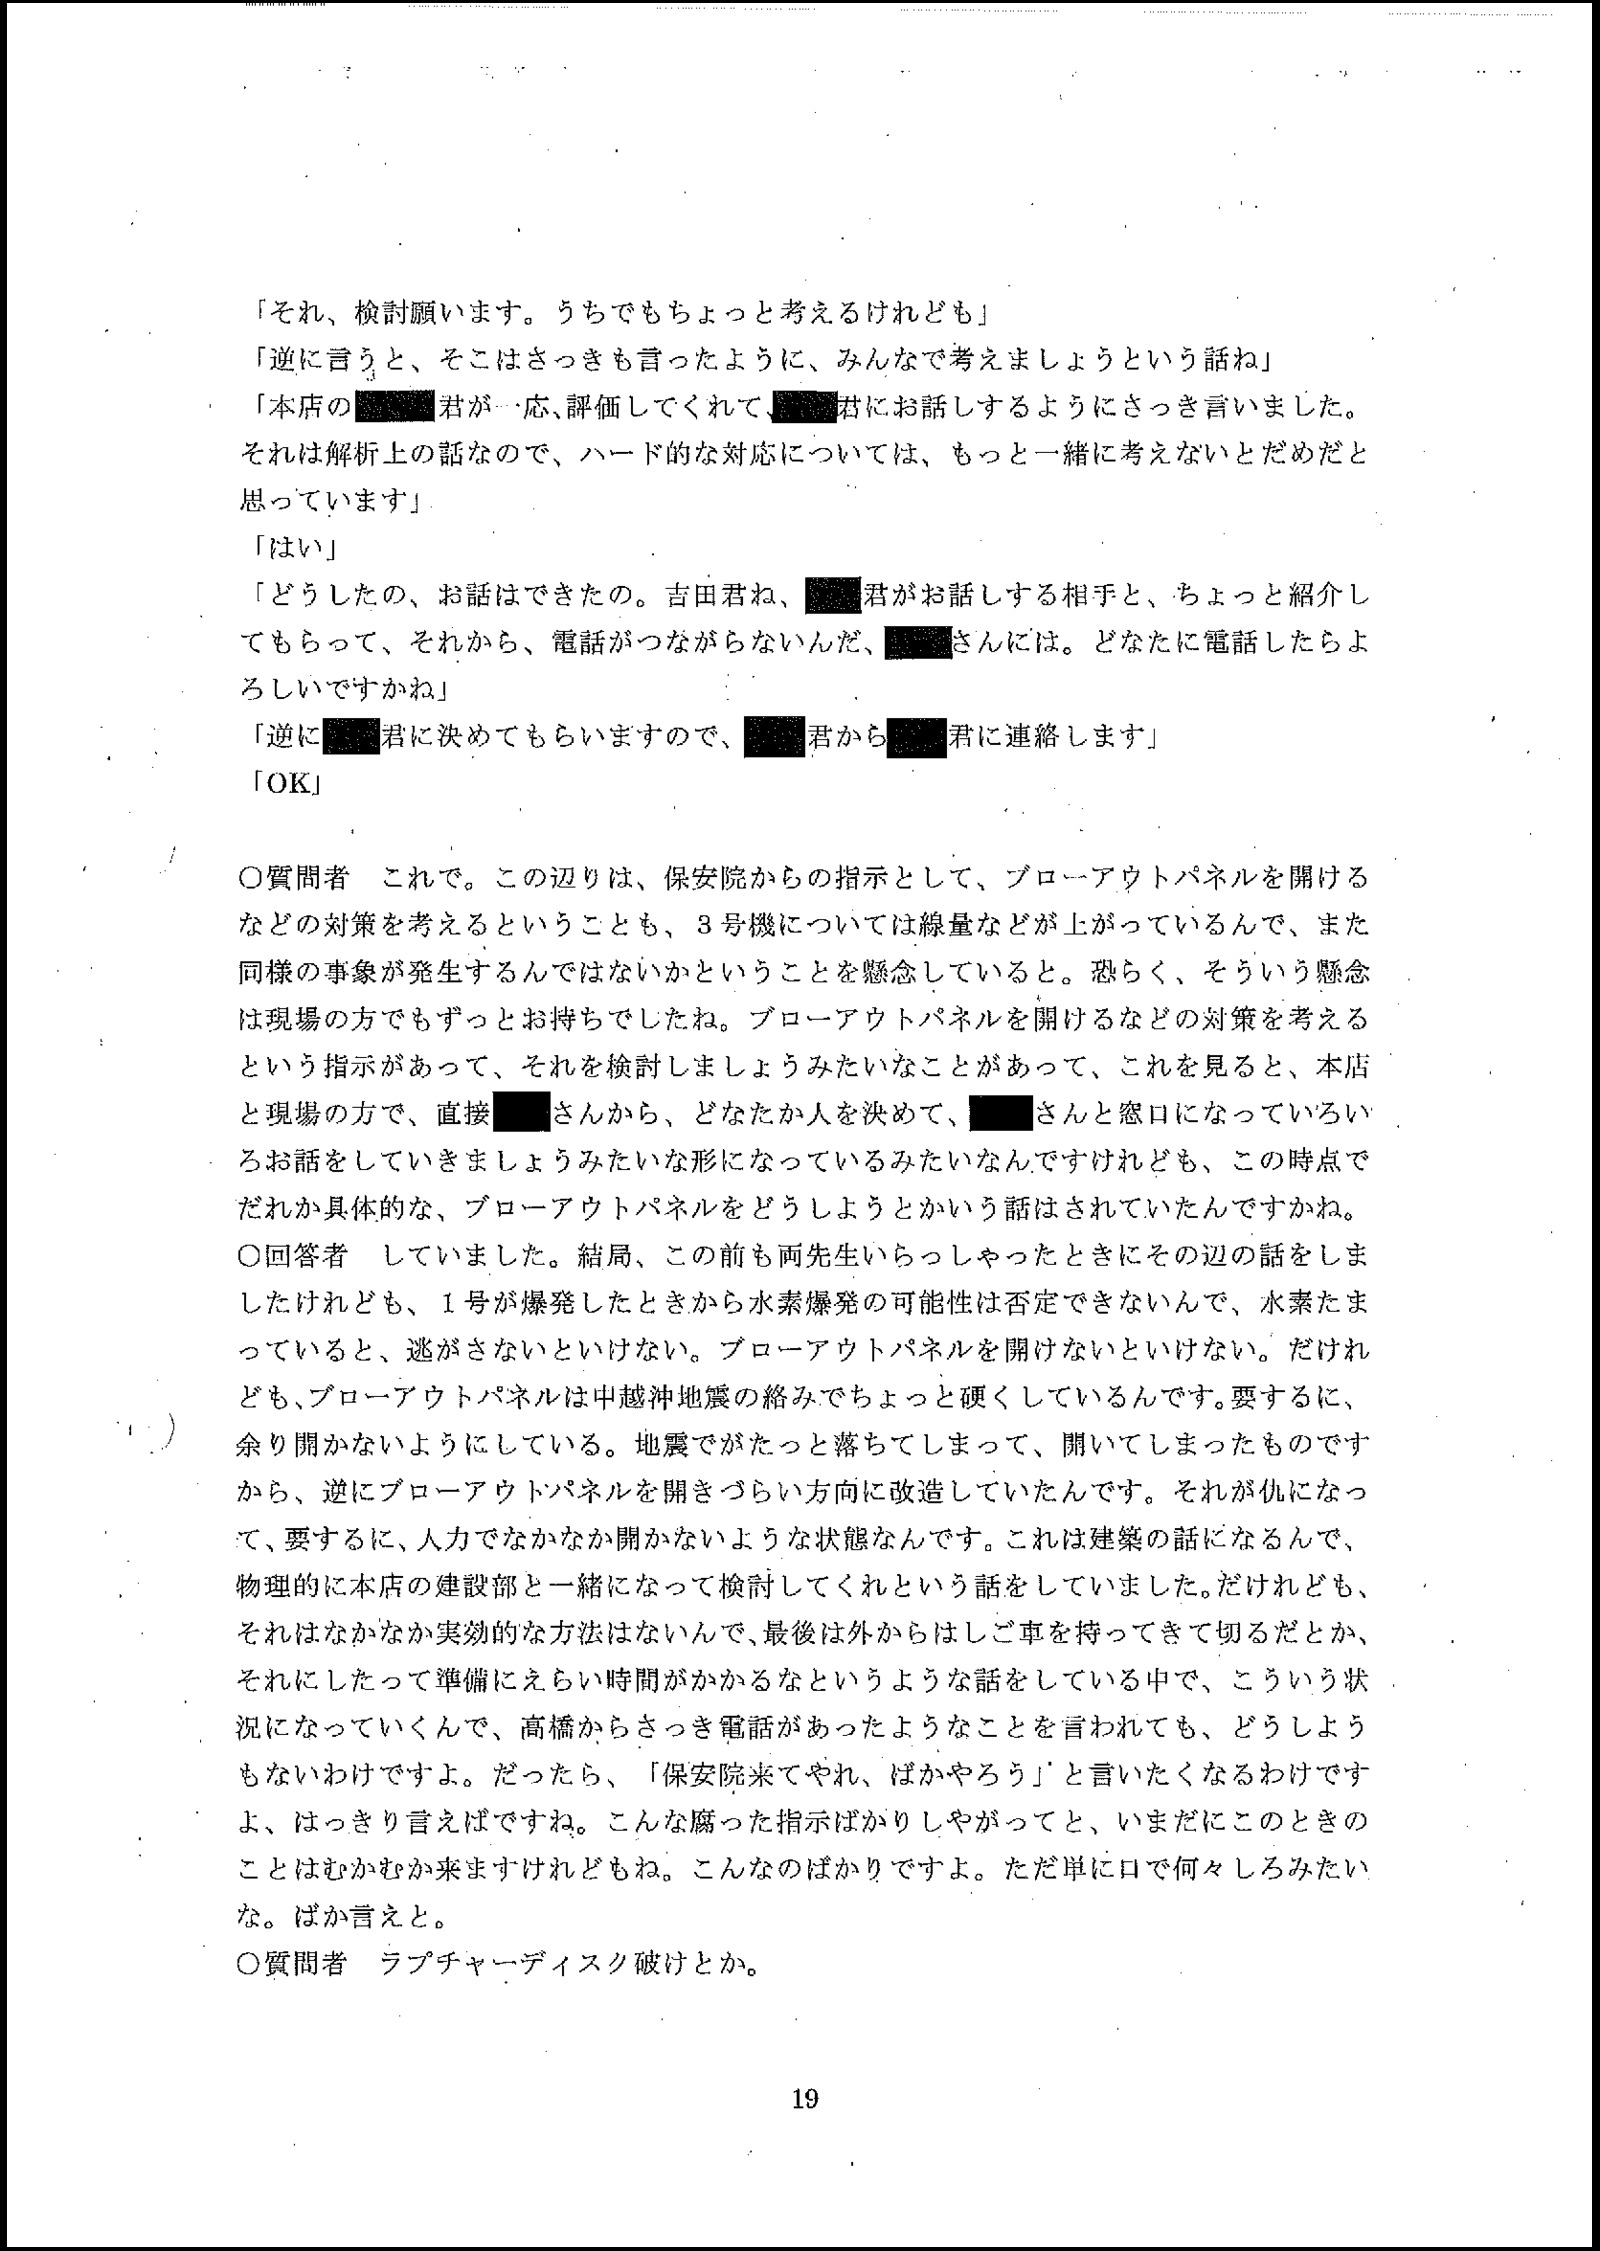 「それ、検討願います。うちでもちょっと考えるけれども」
「逆に言うと、そこはさっきも言ったように、みんなで考えましょうという話ね」
「本店の君が一応、評価してくれて、君にお話しするようにさっき言いました。
それは解析上の話なので、ハード的な対応については、もっと一緒に考えないとだめだと
思っています」
「はい」
「どうしたの、お話はできたの。吉田君ね、君がお話しする相手と、ちょっと紹介し
てもらって、それから、電話がつながらないんだ、さんには。どなたに電話したらよ
ろしいですかね」
「逆に君に決めてもらいますので、君から君に連絡します」
「OK」
○質問者　これで。この辺りは、保安院からの指示として、ブローアウトパネルを開ける
などの対策を考えるということも、３号機については線量などが上がっているんで、また
同様の事象が発生するんではないかということを懸念していると。恐らく、そういう懸念
は現場の方でもずっとお持ちでしたね。ブローアウトパネルを開けるなどの対策を考える
という指示があって、それを検討しましょうみたいなことがあって、これを見ると、本店
と現場の方で、直接さんから、どなたか人を決めて、さんと窓口になっていろい
ろお話をしていきましょうみたいな形になっているみたいなんですけれども、この時点で
だれか具体的な、ブローアウトパネルをどうしようとかいう話はされていたんですかね。
○回答者　していました。結局、この前も両先生いらっしゃったときにその辺の話をしま
したけれども、１号が爆発したときから水素爆発の可能性は否定できないんで、水素たま
っていると、逃がさないといけない。ブローアウトパネルを開けないといけない。だけれ
ども、ブローアウトパネルは中越沖地震の絡みでちょっと硬くしているんです。要するに、
余り開かないようにしている。地震でがたっと落ちてしまって、開いてしまったものです
から、逆にブローアウトパネルを開きづらい方向に改造していたんです。それが仇になっ
て、要するに、人力でなかなか開かないような状態なんです。これは建築の話になるんで、
物理的に本店の建設部と一緒になって検討してくれという話をしていました。だけれども、
それはなかなか実効的な方法はないんで、最後は外からはしご車を持ってきて切るだとか、
それにしたって準備にえらい時間がかかるなというような話をしている中で、こういう状
況になっていくんで、高橋からさっき電話があったようなことを言われても、どうしよう
もないわけですよ。だったら、「保安院来てやれ、ばかやろう」と言いたくなるわけです
よ、はっきり言えばですね。こんな腐った指示ばかりしやがってと、いまだにこのときの
ことはむかむか来ますけれどもね。こんなのばかりですよ。ただ単に口で何々しろみたい
な。ばか言えと。
○質問者　ラプチャーディスク破けとか。
19